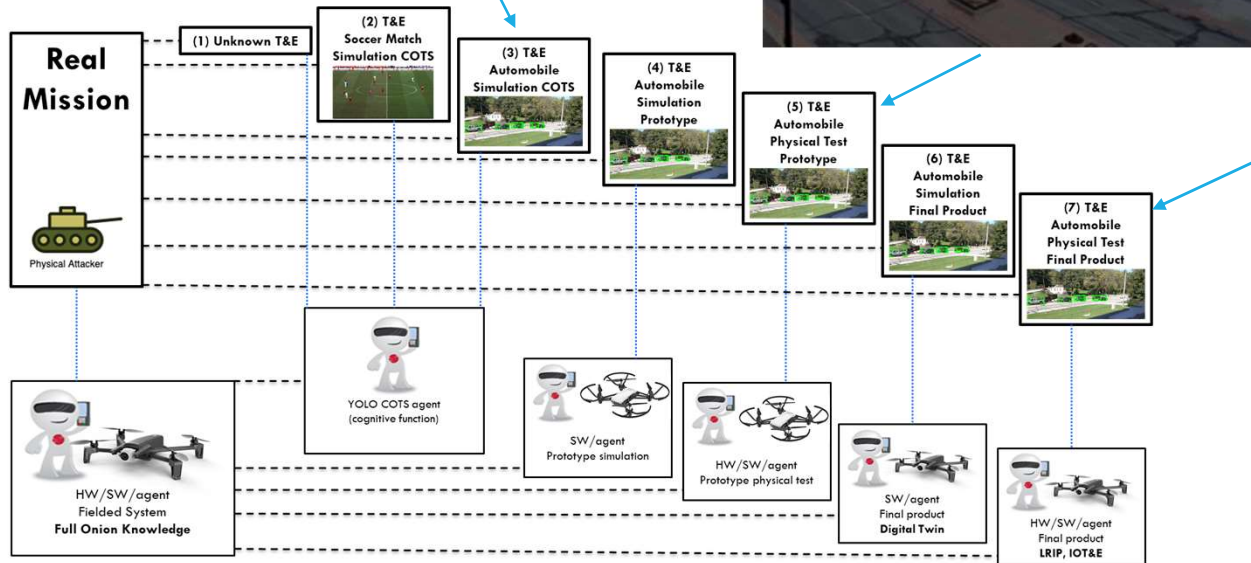 Real
Mission
Physical Attacker
(1) Unknown T&E
(2) T&E
Soccer Match
Simulation COTS
(3) T&E
Automobile
Simulation COTS
(4) T&E
Automobile
Simulation
Prototype
(5) T&E
Automobile
Physical Test
Prototype
(6) T&E
Automobile
Simulation
Final Product
(7) T&E
Automobile
Physical Test
Final Product
HW/SW/agent
Fielded System
Full Onion Knowledge
YOLO COTS agent
(cognitive function)
SW/agent
Prototype simulation
HW/SW/agent
Prototype physical test
SW/agent
Final product
Digital Twin
HW/SW/agent
Final product
LRIP, IOT&E